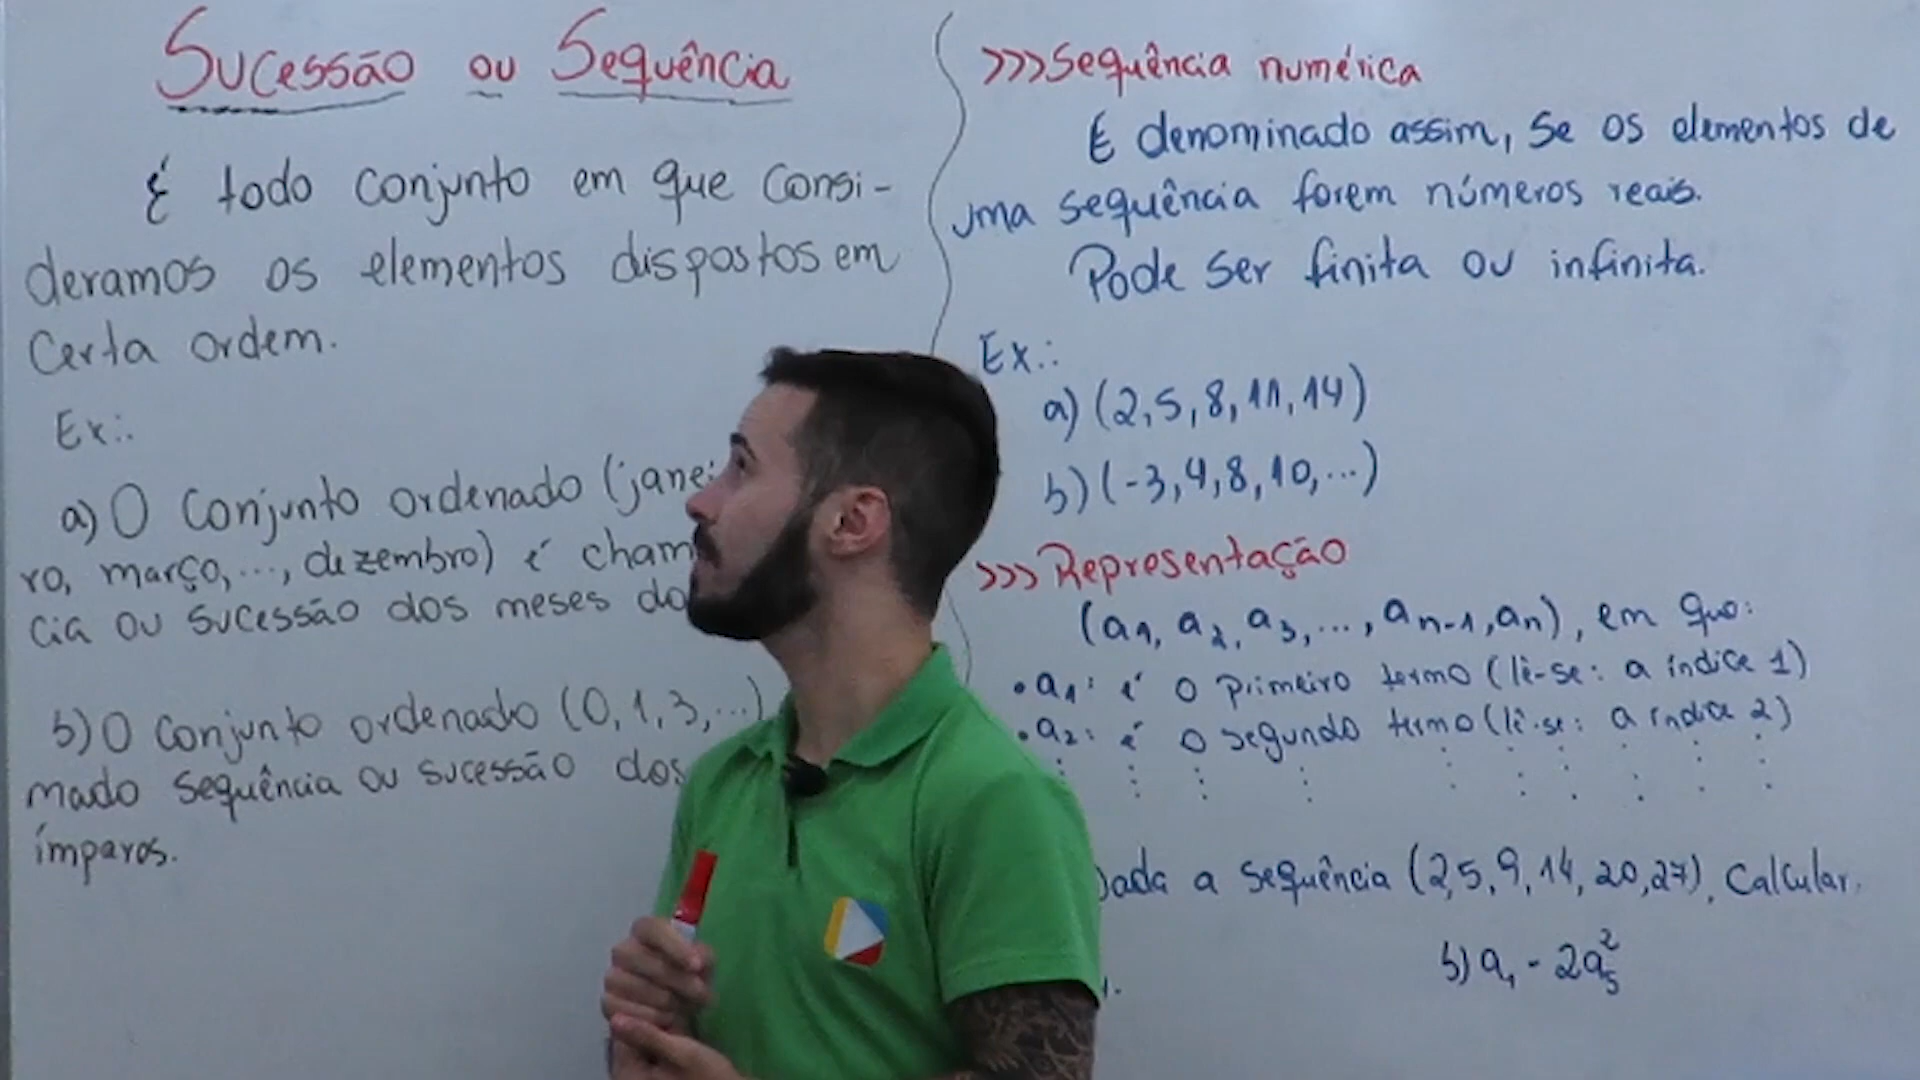 Sucessão ou Sequência
É todo conjunto em que consi-
deramos os elementos dispostos em
Certa ordem.
Ex.:
a) O Conjunto ordenado (janei
ro, março, ..., dezembro) é cham
cia ou sucessão dos meses do
b) O conjunto ordenado (0, 1, 3, ...)
mado sequência ou sucessão dos
ímpares.
>>> Sequência numérica
É denominado assim, se os elementos de
uma sequência forem números reais.
Pode ser finita ou infinita.
Ex.:
a) (2, 5, 8, 11, 14)
b) (-3, 4, 8, 10, ...)
>>> Representação
(a₁, a₂, a₃, ..., aₙ₋₁, aₙ), em que:
• a₁: é o primeiro termo (lê-se: a índice 1)
• a₂: é o segundo termo (lê-se: a índice 2)
Dada a sequência (2, 5, 9, 14, 20, 27), Calcular.
b) a₁ - 2a₅²